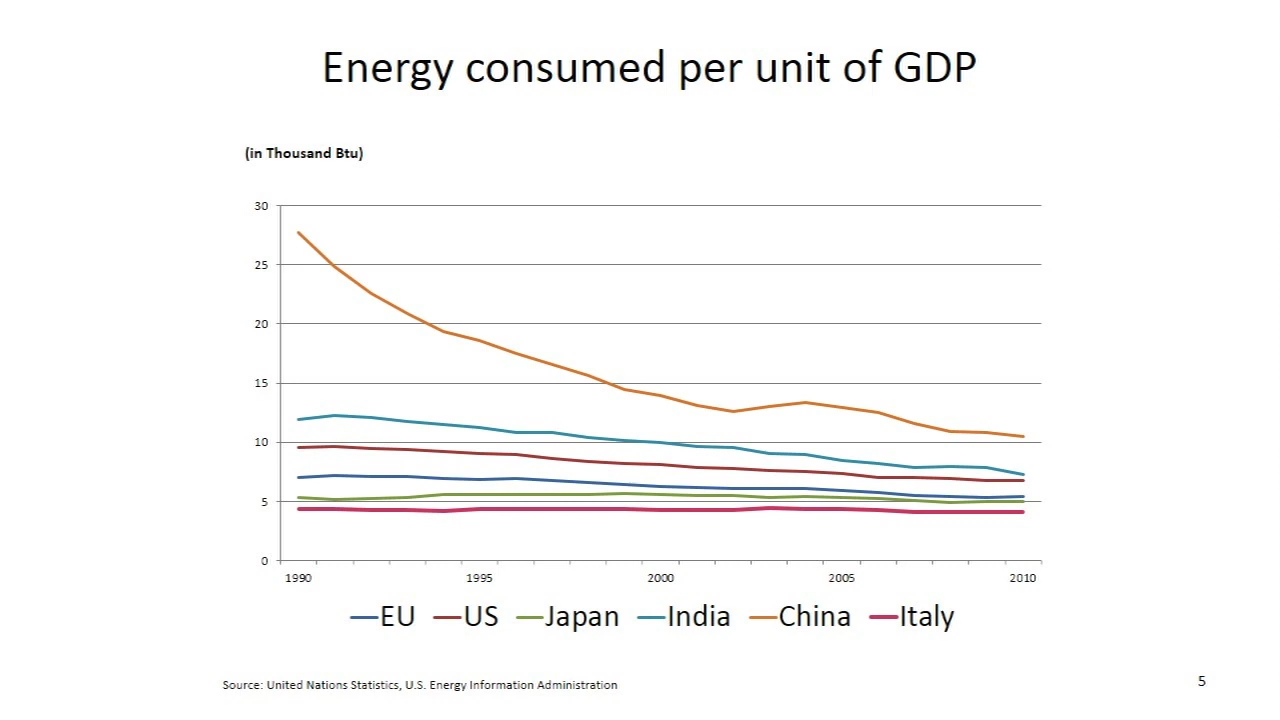 Energy consumed per unit of GDP
(in Thousand Btu)
30
25
20
15
10
5
0
1990 1995 2000 2005 2010
EU US Japan India China Italy
Source: United Nations Statistics, U.S. Energy Information Administration
5